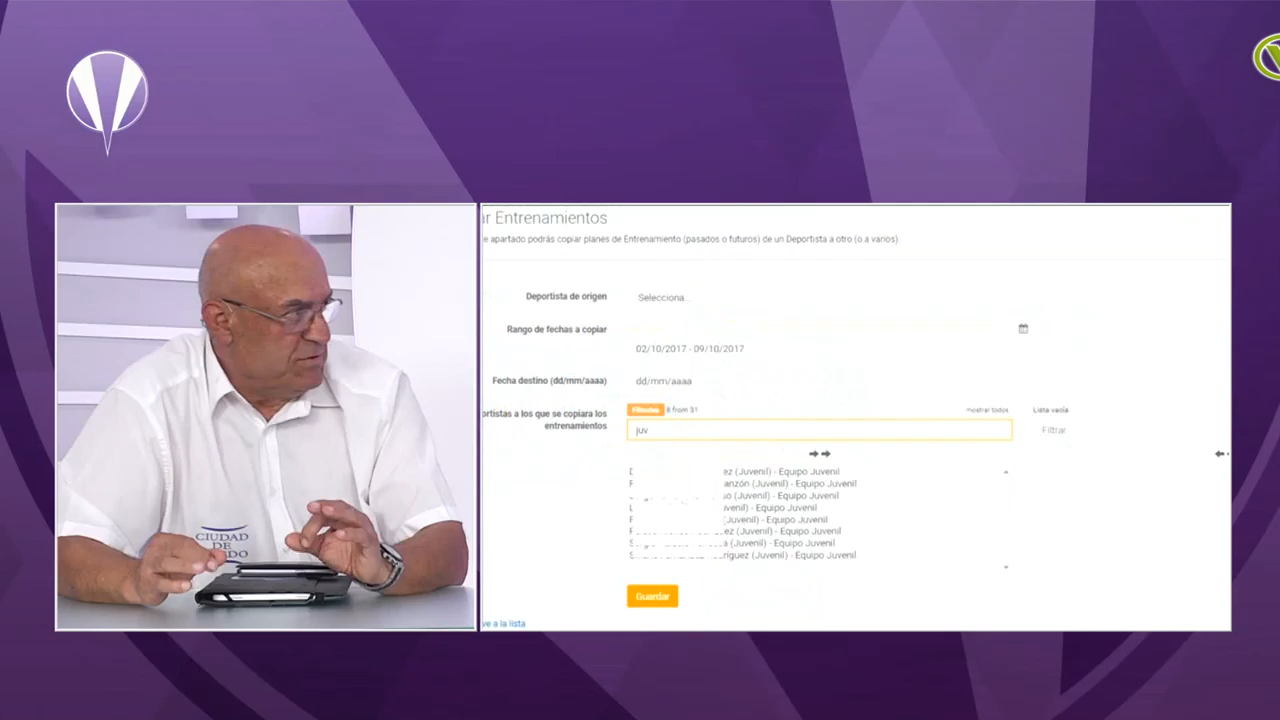 ar Entrenamientos
e apartado podrás copiar planes de Entrenamiento (pasados o futuros) de un Deportista a otro (o a varios)
Deportista de origen
Selecciona...
Rango de fechas a copiar
02/10/2017 - 09/10/2017
Fecha destino (dd/mm/aaaa)
dd/mm/aaaa
ortistas a los que se copiara los
entrenamientos
Filtrados 8 from 31
mostrar todos
Lista vacía
juv
Filtrar
ez (Juvenil) - Equipo Juvenil
anzón (Juvenil) - Equipo Juvenil
o (Juvenil) - Equipo Juvenil
venil) - Equipo Juvenil
(Juvenil) - Equipo Juvenil
ez (Juvenil) - Equipo Juvenil
a (Juvenil) - Equipo Juvenil
riguez (Juvenil) - Equipo Juvenil
Guardar
ve a la lista
CIUDAD
DE
DO